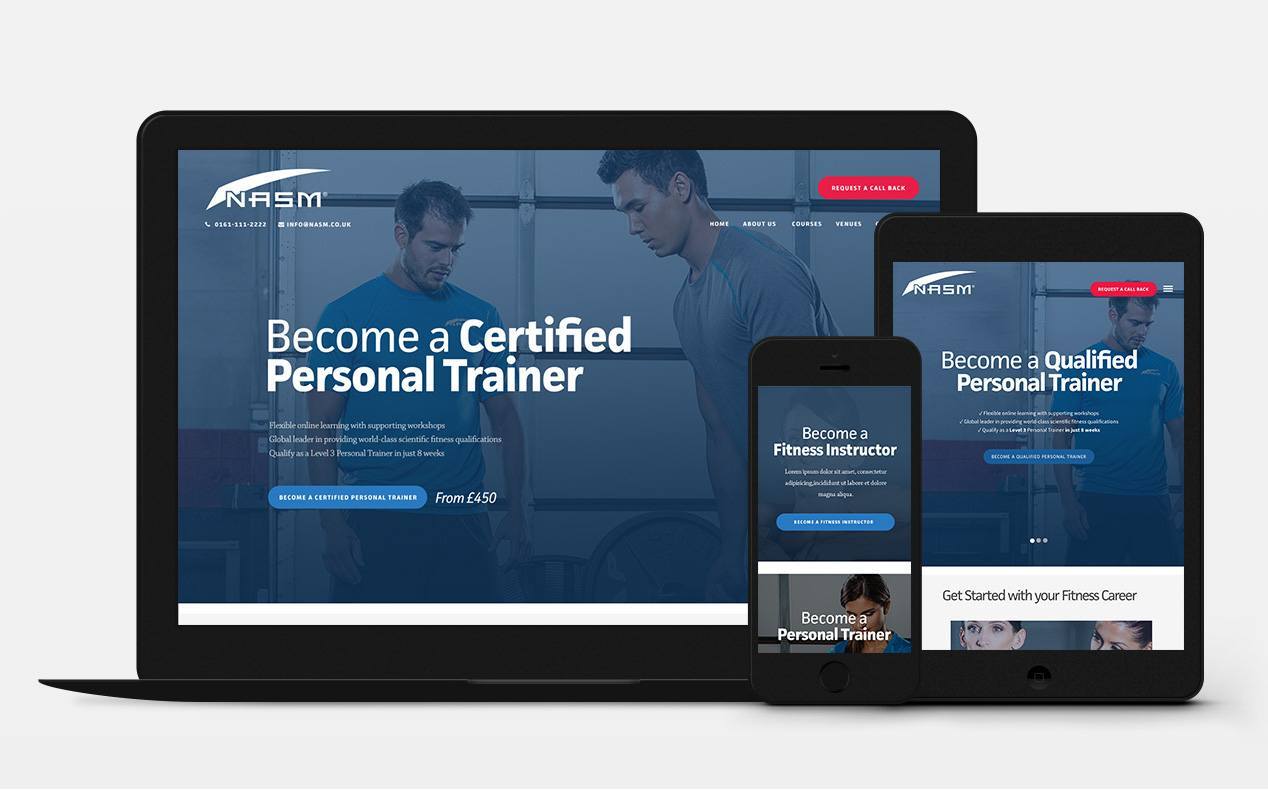 NASM®
REQUEST A CALL BACK
0161-111-2222 INFO@NASM.CO.UK
HOME ABOUT US COURSES VENUES
Become a Certified
Personal Trainer
Flexible online learning with supporting workshops
Global leader in providing world-class scientific fitness qualifications
Qualify as a Level 3 Personal Trainer in just 8 weeks
BECOME A CERTIFIED PERSONAL TRAINER From £450
Become a
Fitness Instructor
Lorem ipsum dolor sit amet, consectetur
adipisicing,incididunt ut labore et dolore
magna aliqua.
BECOME A FITNESS INSTRUCTOR
Become a
Personal Trainer
NASM®
REQUEST A CALL BACK
Become a Qualified
Personal Trainer
✓ Flexible online learning with supporting workshops
✓ Global leader in providing world-class scientific fitness qualifications
✓ Qualify as a Level 3 Personal Trainer in just 8 weeks
BECOME A QUALIFIED PERSONAL TRAINER
Get Started with your Fitness Career